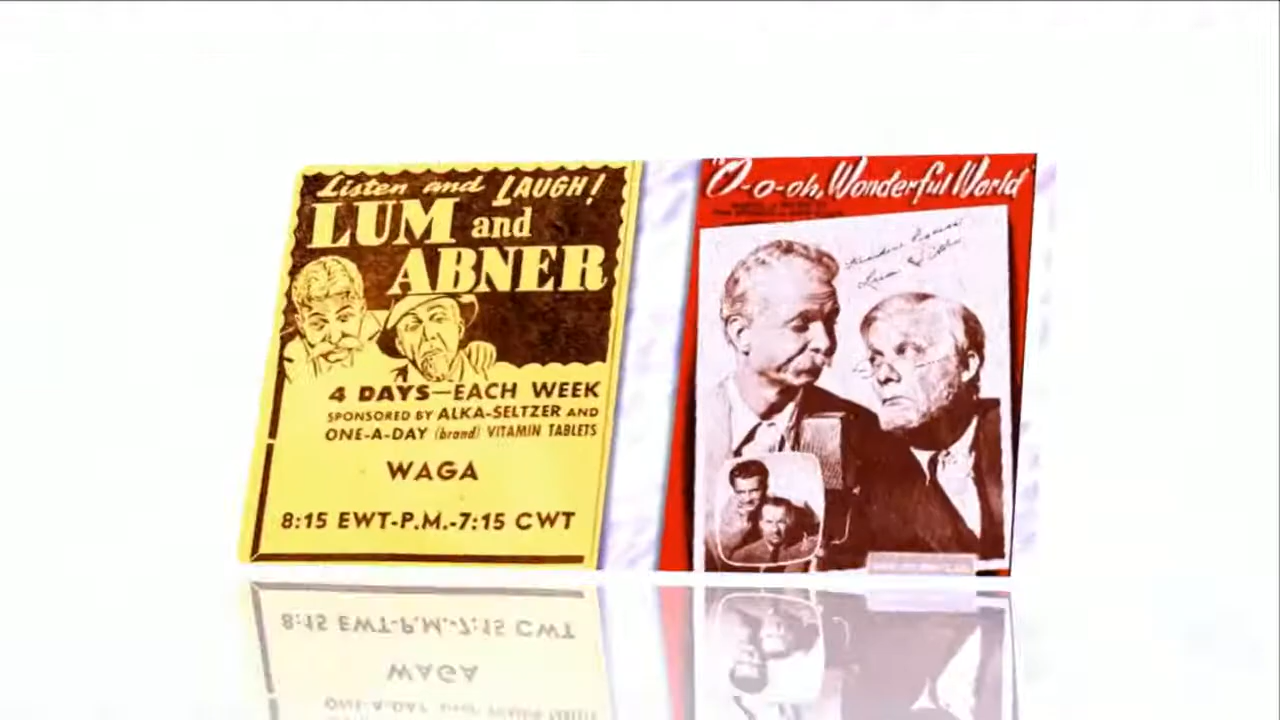 Listen and LAUGH!
LUM and
ABNER
4 DAYS—EACH WEEK
SPONSORED BY ALKA-SELTZER AND
ONE-A-DAY (brand) VITAMIN TABLETS
WAGA
8:15 EWT-P.M.-7:15 CWT
"O-o-oh, Wonderful World